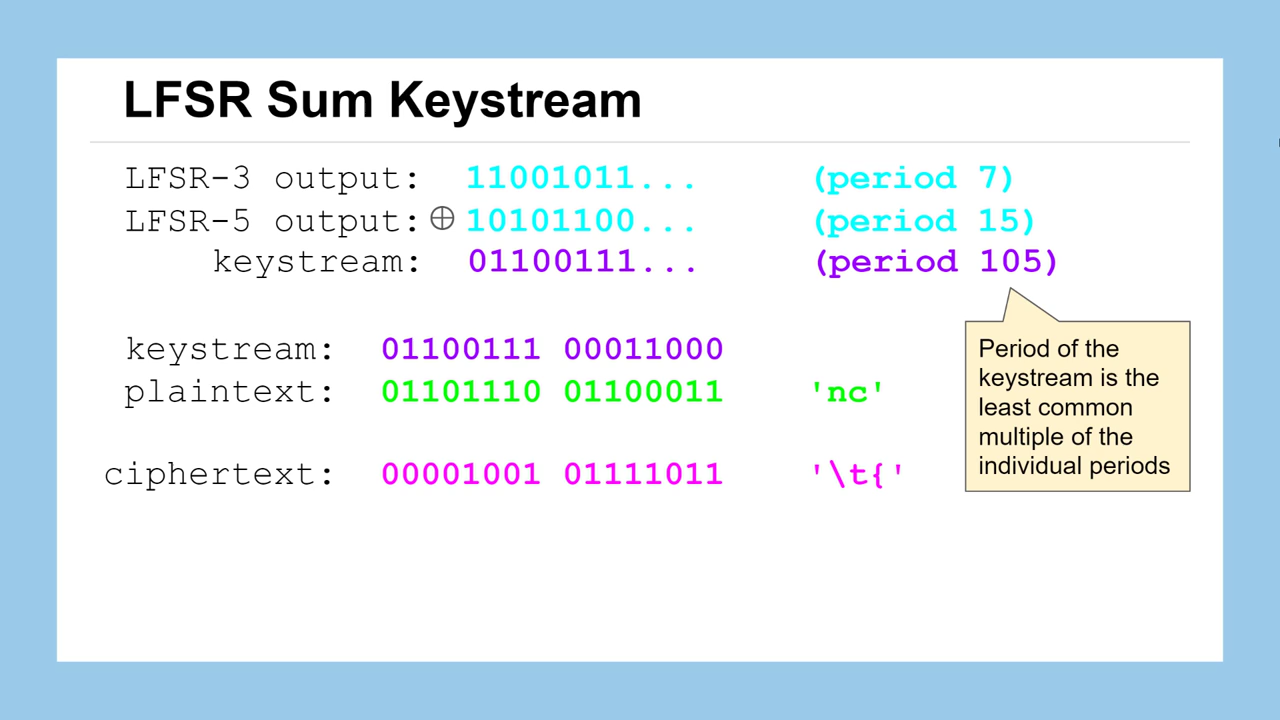 LFSR Sum Keystream
LFSR-3 output: 11001011... (period 7)
LFSR-5 output: ⊕ 10101100... (period 15)
keystream: 01100111... (period 105)
keystream: 01100111 00011000
plaintext: 01101110 01100011 'nc'
ciphertext: 00001001 01111011 '\t{'
Period of the
keystream is the
least common
multiple of the
individual periods